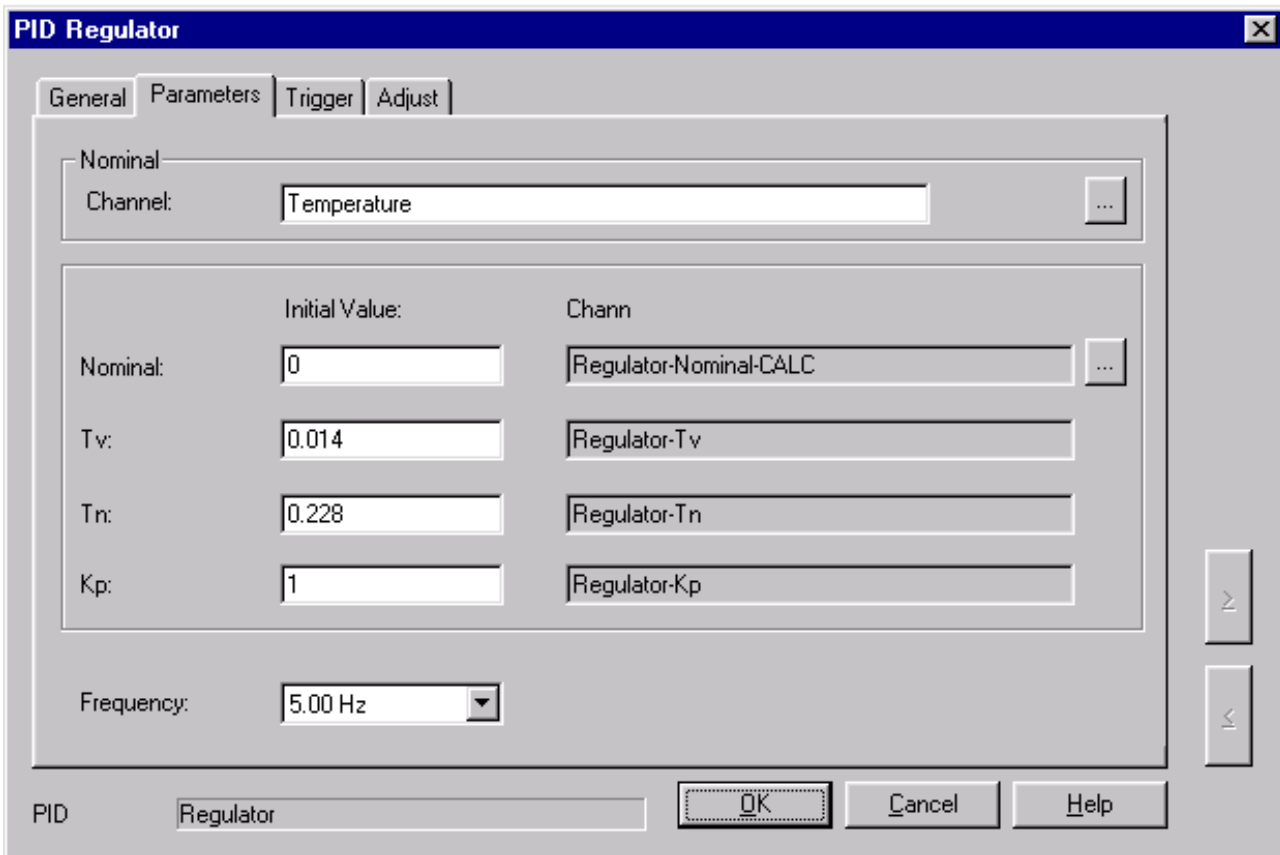 PID Regulator
General Parameters Trigger Adjust
Nominal
Channel: Temperature ...
Initial Value: Chann
Nominal: 0 Regulator-Nominal-CALC ...
Tv: 0.014 Regulator-Tv
Tn: 0.228 Regulator-Tn
Kp: 1 Regulator-Kp
≥
Frequency: 5.00 Hz
≤
PID Regulator OK Cancel Help